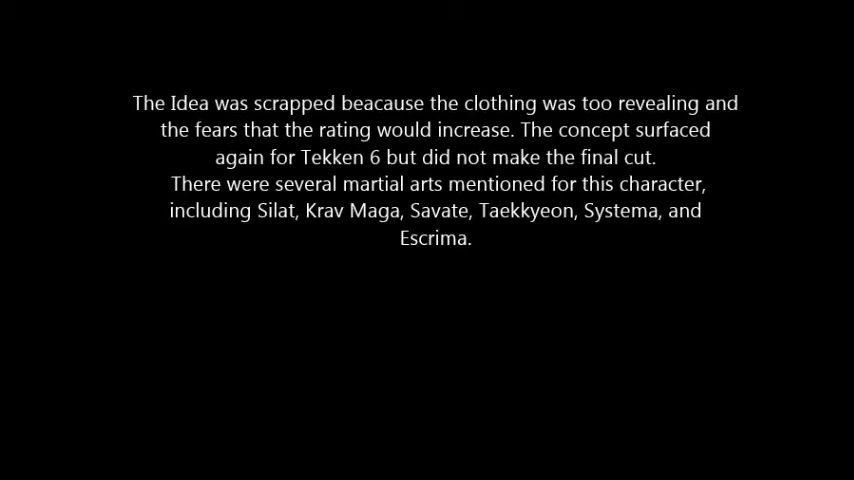 The Idea was scrapped beacause the clothing was too revealing and
the fears that the rating would increase. The concept surfaced
again for Tekken 6 but did not make the final cut.
There were several martial arts mentioned for this character,
including Silat, Krav Maga, Savate, Taekkyeon, Systema, and
Escrima.